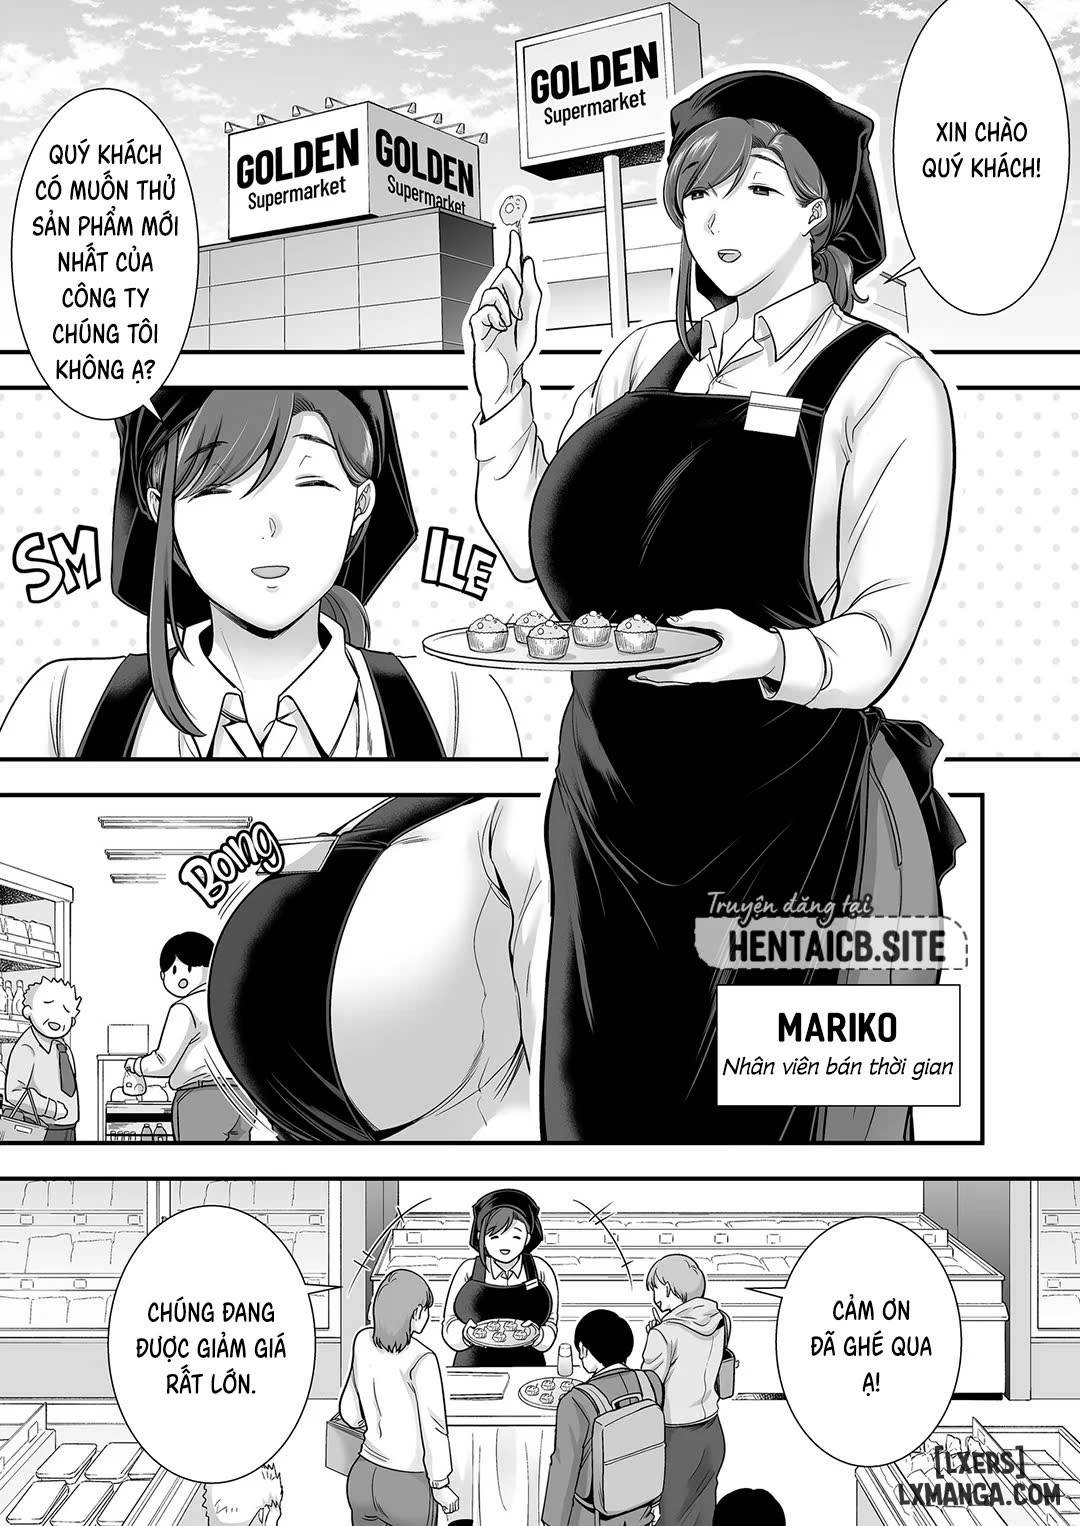 GOLDEN
Supermarket
GOLDEN
Supermarket
GOLDEN
Supermarket
XIN CHÀO
QUÝ KHÁCH!
QUÝ KHÁCH
CÓ MUỐN THỬ
SẢN PHẨM MỚI
NHẤT CỦA
CÔNG TY
CHÚNG TÔI
KHÔNG Ạ?
SM
ILE
BOING
Truyện đăng tại
HENTAICB.SITE
MARIKO
Nhân viên bán thời gian
CẢM ƠN
ĐÃ GHÉ QUA
Ạ!
CHÚNG ĐANG
ĐƯỢC GIẢM GIÁ
RẤT LỚN.
[LXERS]
LXMANGA.COM